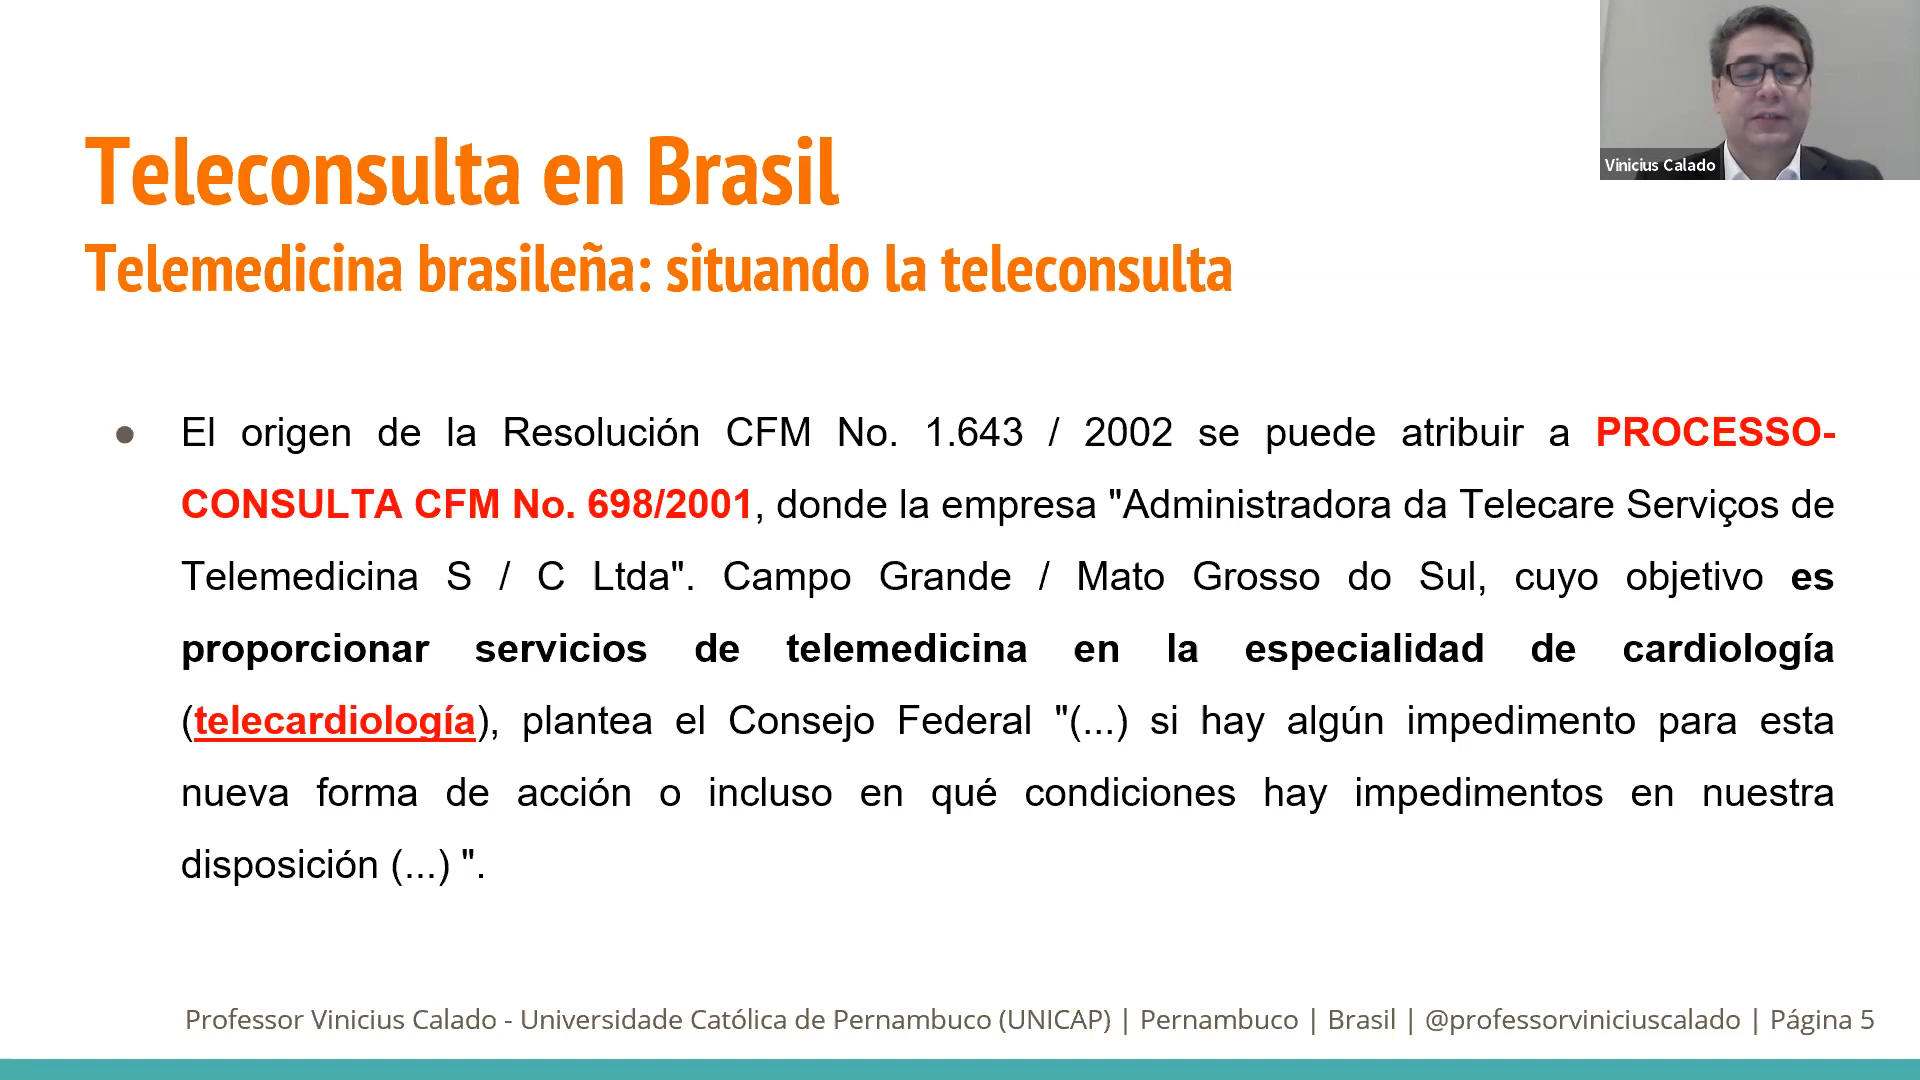 Vinicius Calado
Teleconsulta en Brasil
Telemedicina brasileña: situando la teleconsulta
● El origen de la Resolución CFM No. 1.643 / 2002 se puede atribuir a PROCESSO-
CONSULTA CFM No. 698/2001, donde la empresa "Administradora da Telecare Serviços de
Telemedicina S / C Ltda". Campo Grande / Mato Grosso do Sul, cuyo objetivo es
proporcionar servicios de telemedicina en la especialidad de cardiología
(telecardiología), plantea el Consejo Federal "(...) si hay algún impedimento para esta
nueva forma de acción o incluso en qué condiciones hay impedimentos en nuestra
disposición (...) ".
Professor Vinicius Calado - Universidade Católica de Pernambuco (UNICAP) | Pernambuco | Brasil | @professorviniciuscalado | Página 5